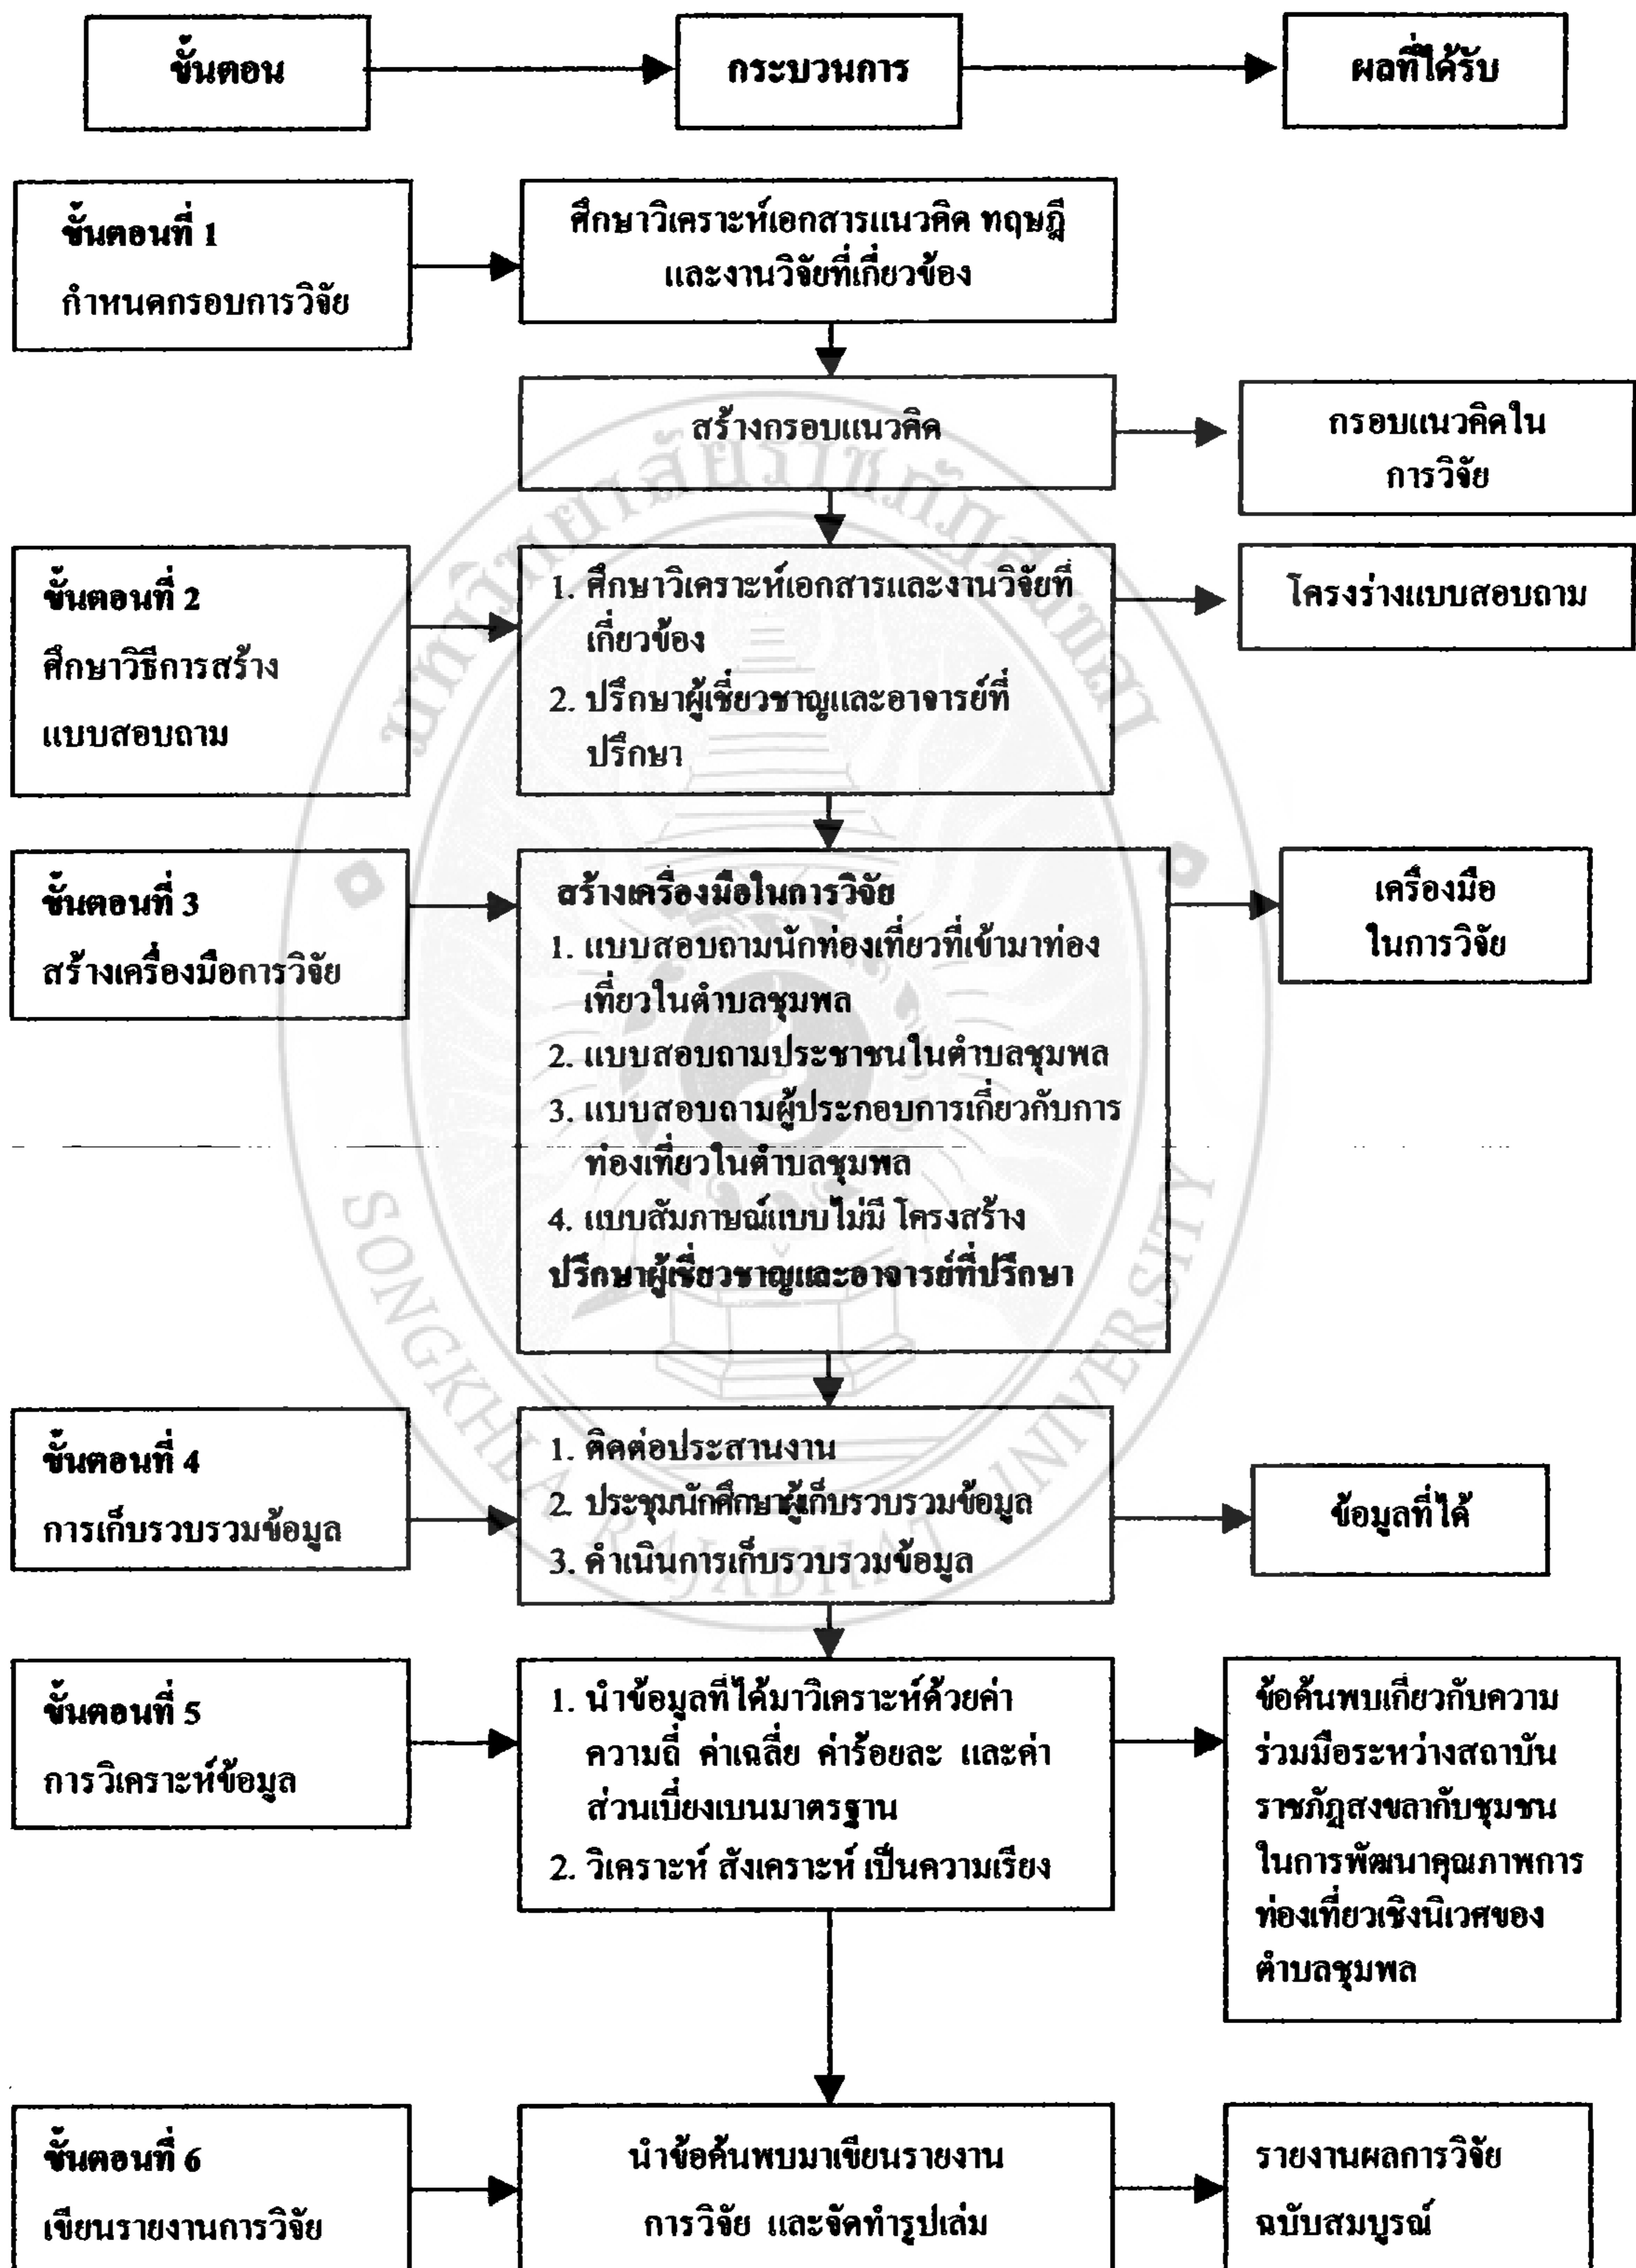 ขั้นตอน
กระบวนการ
ผลที่ได้รับ
ขั้นตอนที่ 1
กำหนดกรอบการวิจัย
ศึกษาวิเคราะห์เอกสารแนวคิด ทฤษฎี
และงานวิจัยที่เกี่ยวข้อง
สร้างกรอบแนวคิด
กรอบแนวคิดใน
การวิจัย
ขั้นตอนที่ 2
ศึกษาวิธีการสร้าง
แบบสอบถาม
1. ศึกษาวิเคราะห์เอกสารและงานวิจัยที่
เกี่ยวข้อง
2. ปรึกษาผู้เชี่ยวชาญและอาจารย์ที่
ปรึกษา
โครงร่างแบบสอบถาม
ขั้นตอนที่ 3
สร้างเครื่องมือการวิจัย
สร้างเครื่องมือในการวิจัย
1. แบบสอบถามนักท่องเที่ยวที่เข้ามาท่อง
เที่ยวในตำบลชุมพล
2. แบบสอบถามประชาชนในตำบลชุมพล
3. แบบสอบถามผู้ประกอบการเกี่ยวกับการ
ท่องเที่ยวในตำบลชุมพล
4. แบบสัมภาษณ์แบบไม่มี โครงสร้าง
ปรึกษาผู้เชี่ยวชาญและอาจารย์ที่ปรึกษา
เครื่องมือ
ในการวิจัย
ขั้นตอนที่ 4
การเก็บรวบรวมข้อมูล
1. ติดต่อประสานงาน
2. ประชุมนักศึกษาผู้เก็บรวบรวมข้อมูล
3. ดำเนินการเก็บรวบรวมข้อมูล
ข้อมูลที่ได้
ขั้นตอนที่ 5
การวิเคราะห์ข้อมูล
1. นำข้อมูลที่ได้มาวิเคราะห์ด้วยค่า
ความถี่ ค่าเฉลี่ย ค่าร้อยละ และค่า
ส่วนเบี่ยงเบนมาตรฐาน
2. วิเคราะห์ สังเคราะห์ เป็นความเรียง
ข้อค้นพบเกี่ยวกับความ
ร่วมมือระหว่างสถาบัน
ราชภัฏสงขลากับชุมชน
ในการพัฒนาคุณภาพการ
ท่องเที่ยวเชิงนิเวศของ
ตำบลชุมพล
ขั้นตอนที่ 6
เขียนรายงานการวิจัย
นำข้อค้นพบมาเขียนรายงาน
การวิจัย และจัดทำรูปเล่ม
รายงานผลการวิจัย
ฉบับสมบูรณ์
มหาวิทยาลัยราชภัฏสงขลา
SONGKHLA RAJABHAT UNIVERSITY